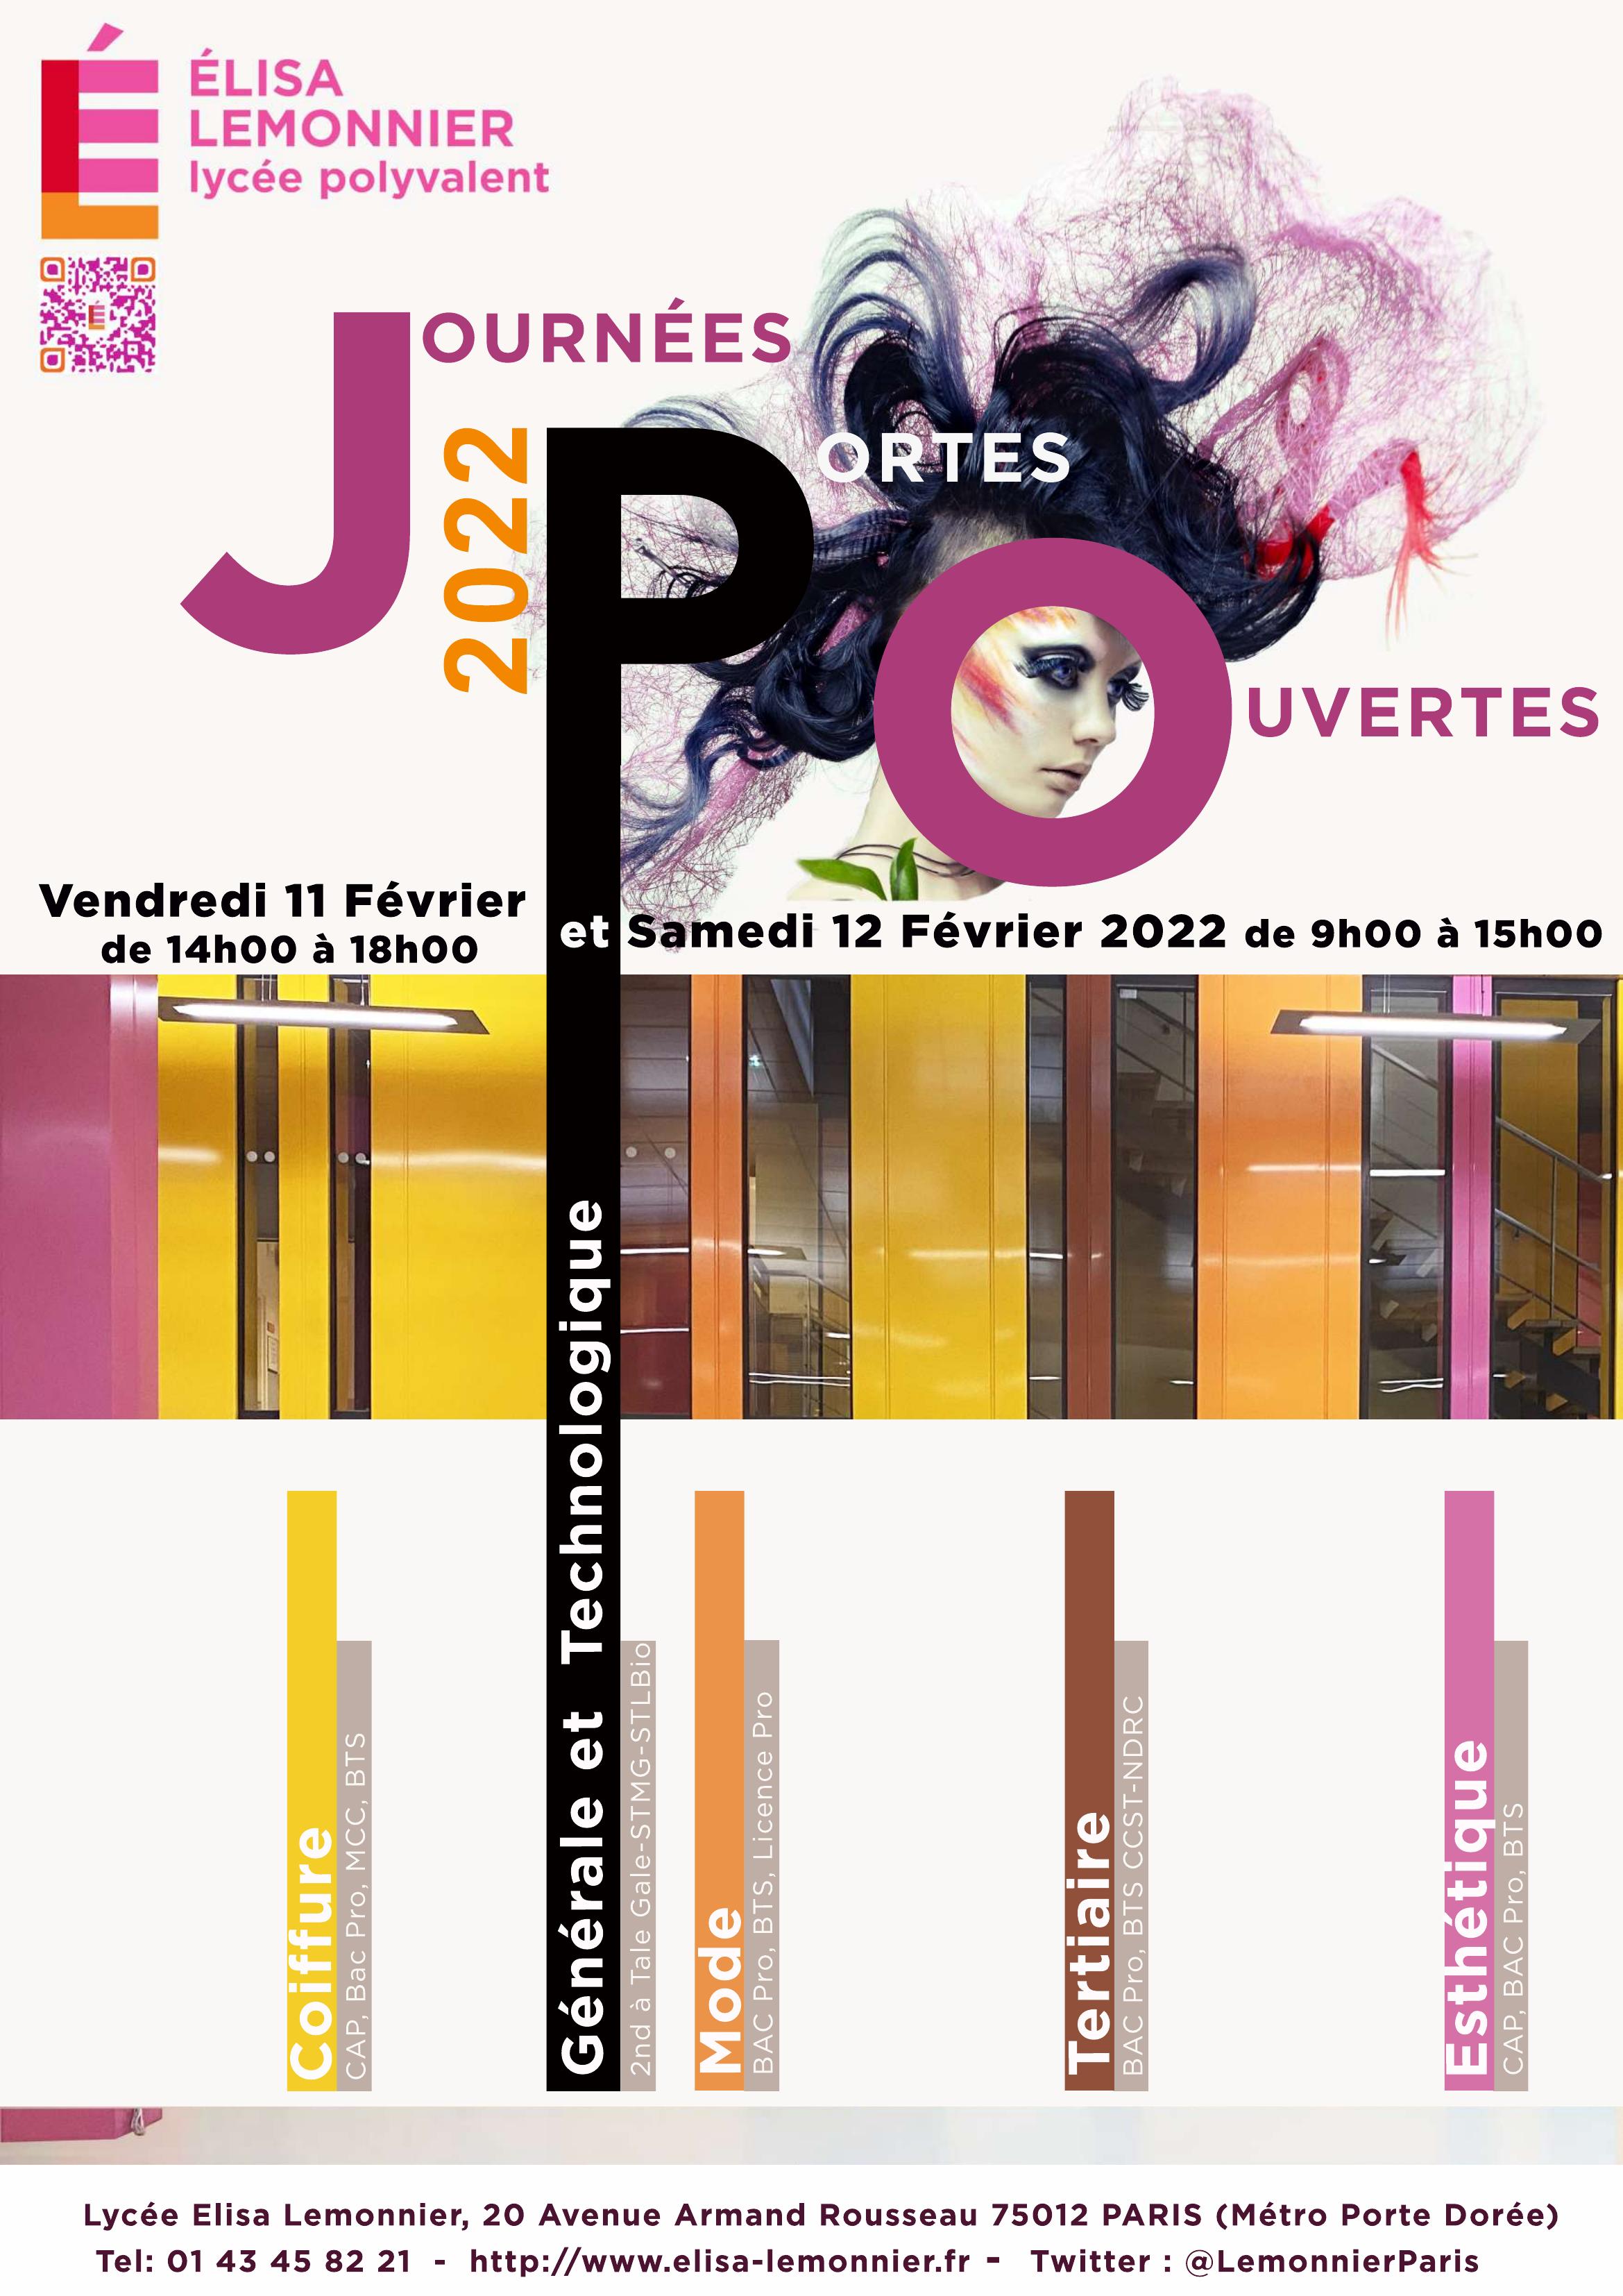 ÉLISA
LEMONNIER
lycée polyvalent
JOURNÉES
2022
PORTES
OUVERTES
Vendredi 11 Février
de 14h00 à 18h00
et Samedi 12 Février 2022 de 9h00 à 15h00
Coiffure
CAP, Bac Pro, MCC, BTS
Générale et Technologique
2nd à Tale Gale-STMG-STLBio
Mode
BAC Pro, BTS, Licence Pro
Tertiaire
BAC Pro, BTS CCST-NDRC
Esthétique
CAP, BAC Pro, BTS
Lycée Elisa Lemonnier, 20 Avenue Armand Rousseau 75012 PARIS (Métro Porte Dorée)
Tel: 01 43 45 82 21 - http://www.elisa-lemonnier.fr - Twitter : @LemonnierParis